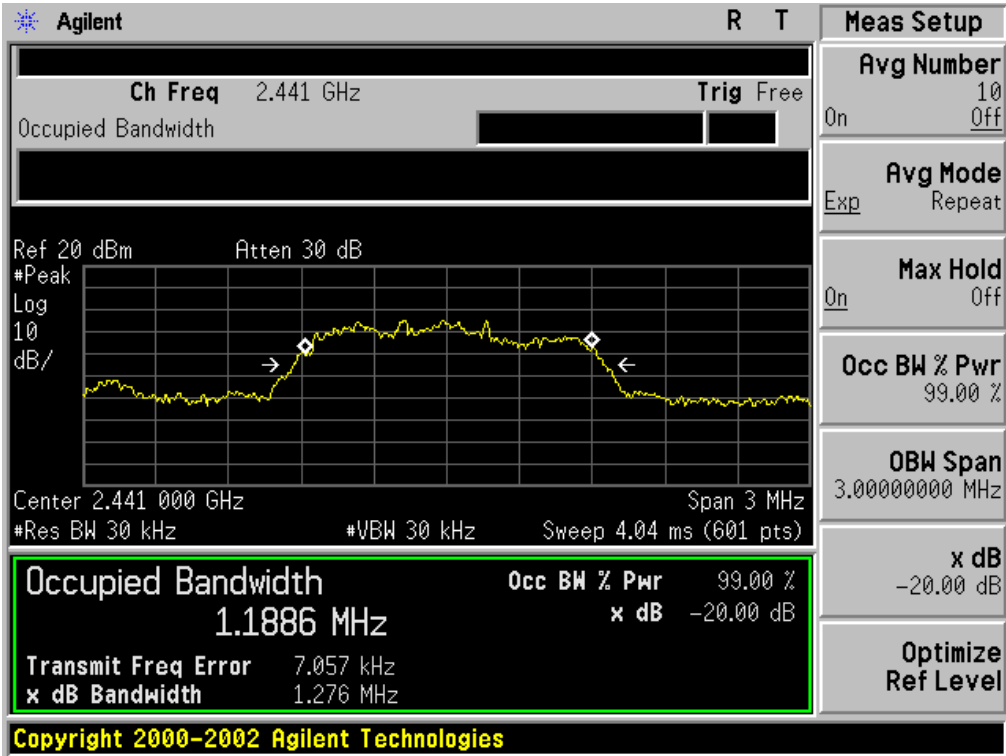 Agilent R T
Meas Setup
Ch Freq 2.441 GHz Trig Free
Occupied Bandwidth
Ref 20 dBm Atten 30 dB
#Peak
Log
10
dB/
Center 2.441 000 GHz Span 3 MHz
#Res BW 30 kHz #VBW 30 kHz Sweep 4.04 ms (601 pts)
Occupied Bandwidth
1.1886 MHz
Occ BW % Pwr 99.00 %
x dB -20.00 dB
Transmit Freq Error 7.057 kHz
x dB Bandwidth 1.276 MHz
Avg Number
10
On Off
Avg Mode
Exp Repeat
Max Hold
On Off
Occ BW % Pwr
99.00 %
OBW Span
3.00000000 MHz
x dB
-20.00 dB
Optimize
Ref Level
Copyright 2000-2002 Agilent Technologies